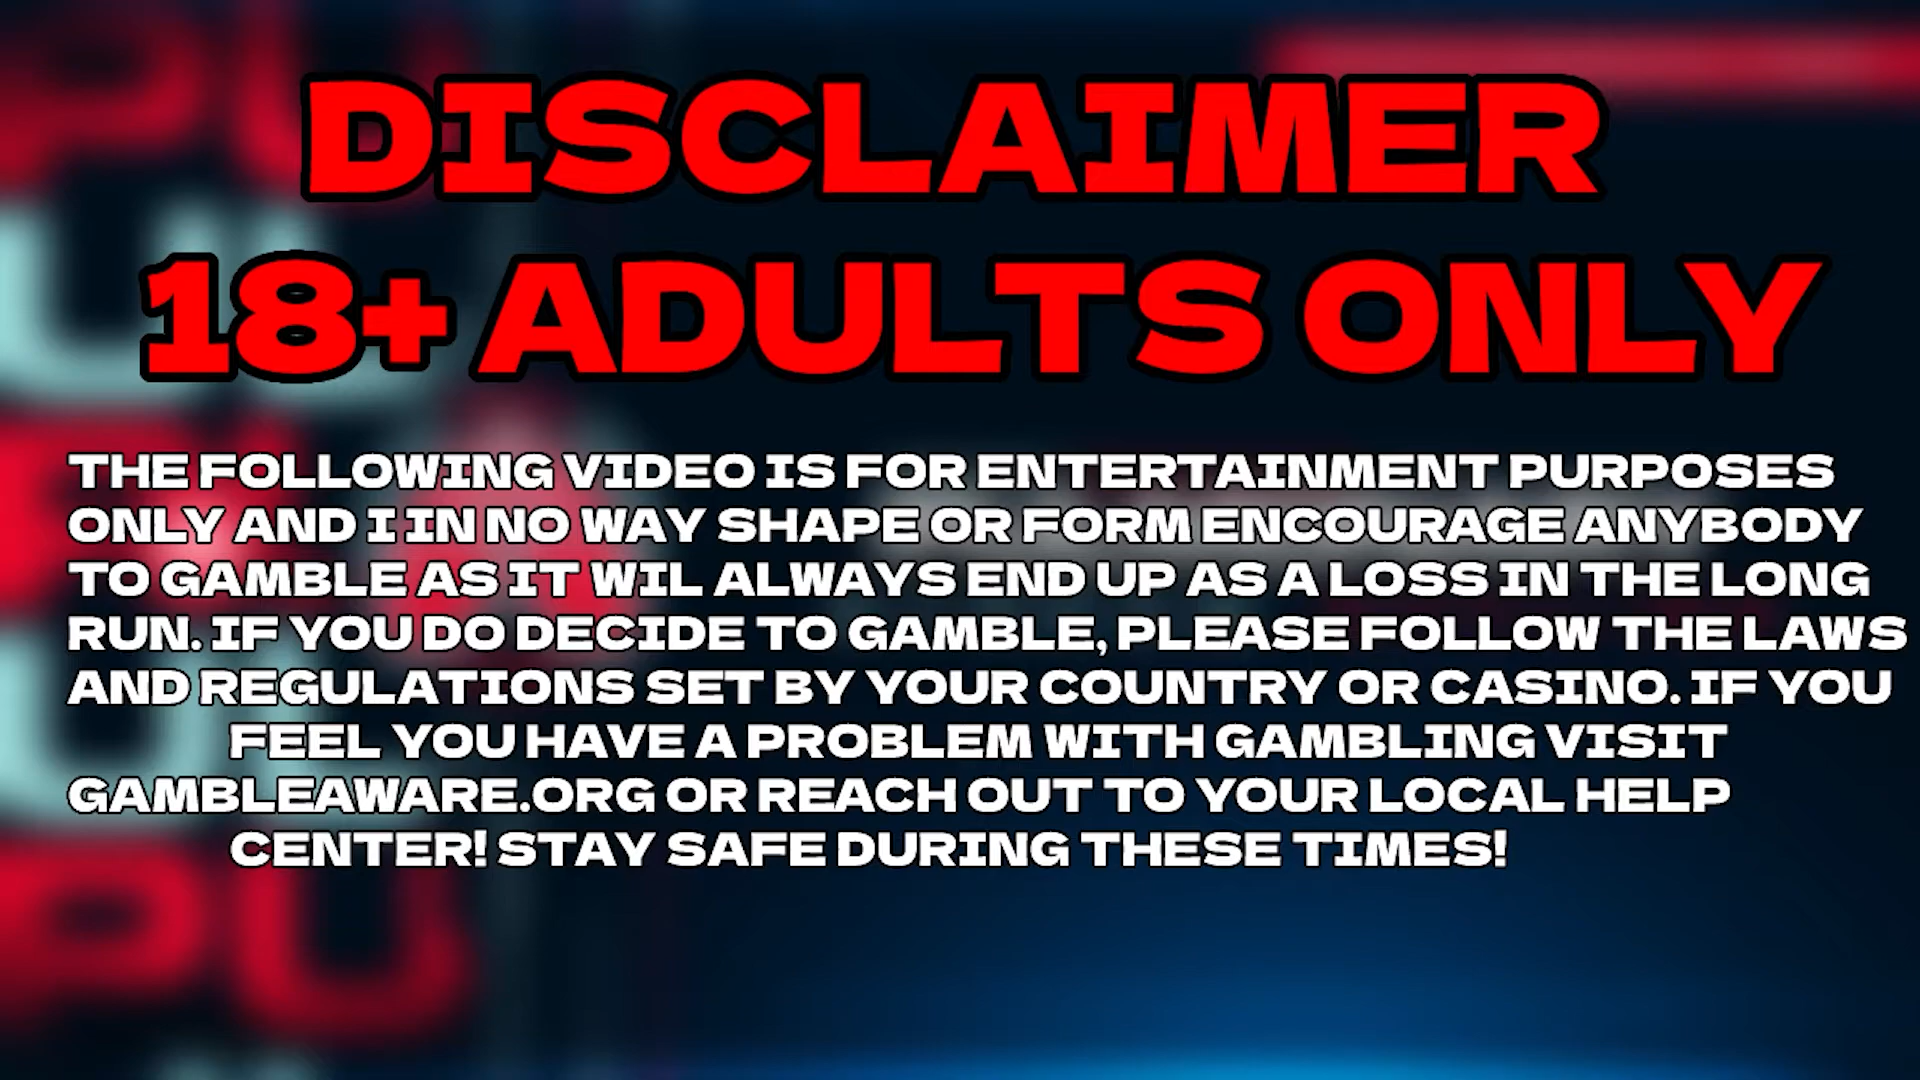 DISCLAIMER
18+ ADULTS ONLY
THE FOLLOWING VIDEO IS FOR ENTERTAINMENT PURPOSES
ONLY AND I IN NO WAY SHAPE OR FORM ENCOURAGE ANYBODY
TO GAMBLE AS IT WIL ALWAYS END UP AS A LOSS IN THE LONG
RUN. IF YOU DO DECIDE TO GAMBLE, PLEASE FOLLOW THE LAWS
AND REGULATIONS SET BY YOUR COUNTRY OR CASINO. IF YOU
FEEL YOU HAVE A PROBLEM WITH GAMBLING VISIT
GAMBLEAWARE.ORG OR REACH OUT TO YOUR LOCAL HELP
CENTER! STAY SAFE DURING THESE TIMES!